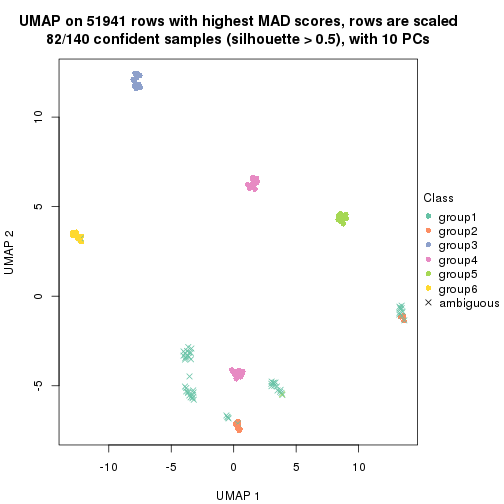 UMAP on 51941 rows with highest MAD scores, rows are scaled
82/140 confident samples (silhouette > 0.5), with 10 PCs
10
5
0
-5
UMAP 2
-10
-5
0
5
10
UMAP 1
Class
group1
group2
group3
group4
group5
group6
ambiguous